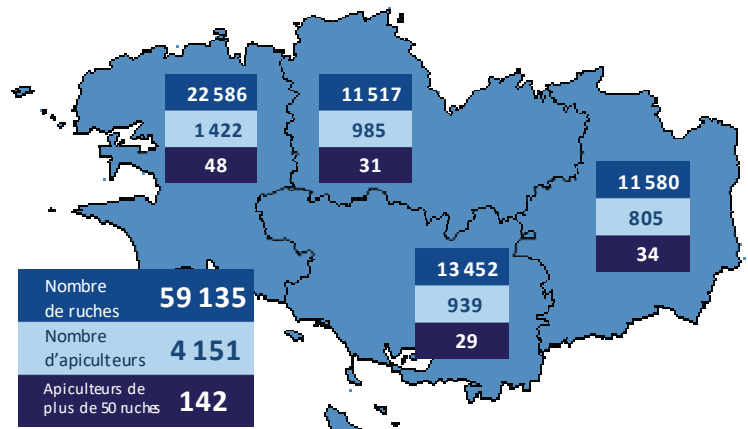 22 586
1 422
48
11 517
985
31
11 580
805
34
13 452
939
29
Nombre
de ruches 59 135
Nombre
d'apiculteurs 4 151
Apiculteurs de
plus de 50 ruches 142